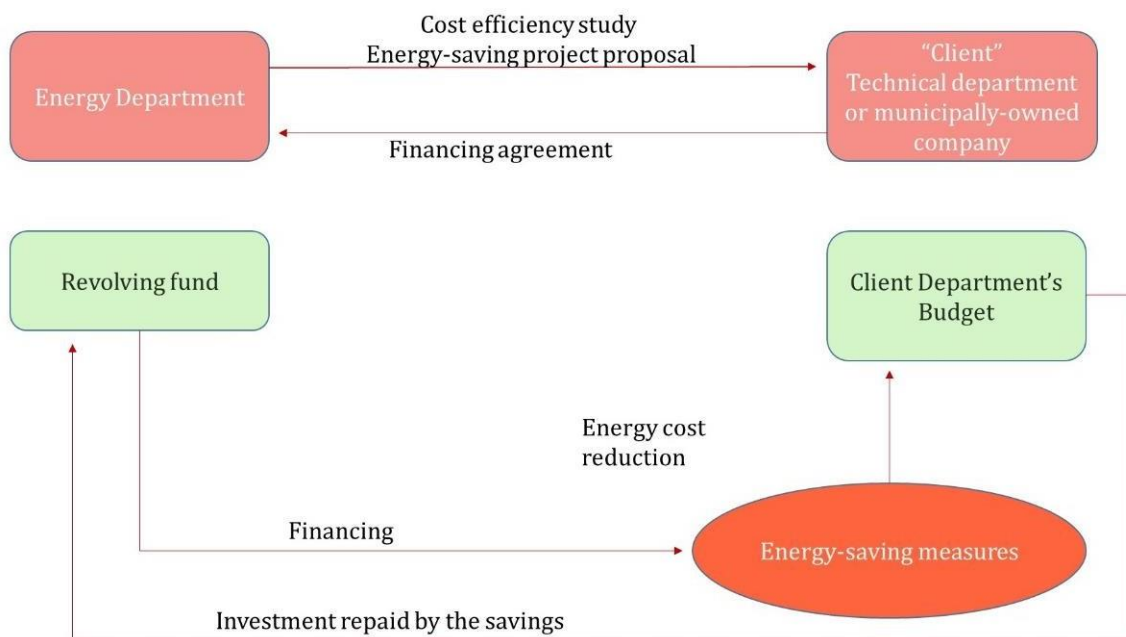 Cost efficiency study
Energy-saving project proposal
Energy Department
“Client”
Technical department
or municipally-owned
company
Financing agreement
Revolving fund
Client Department’s
Budget
Energy cost
reduction
Financing
Energy-saving measures
Investment repaid by the savings